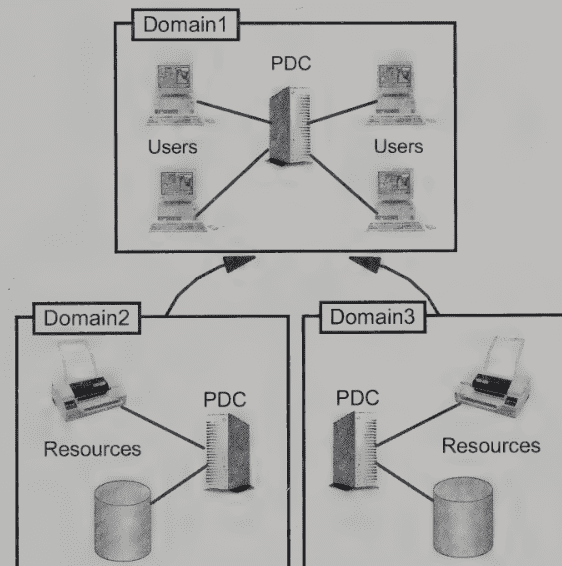 Domain1
PDC
Users
Users
Domain2
Domain3
PDC
Resources
PDC
Resources